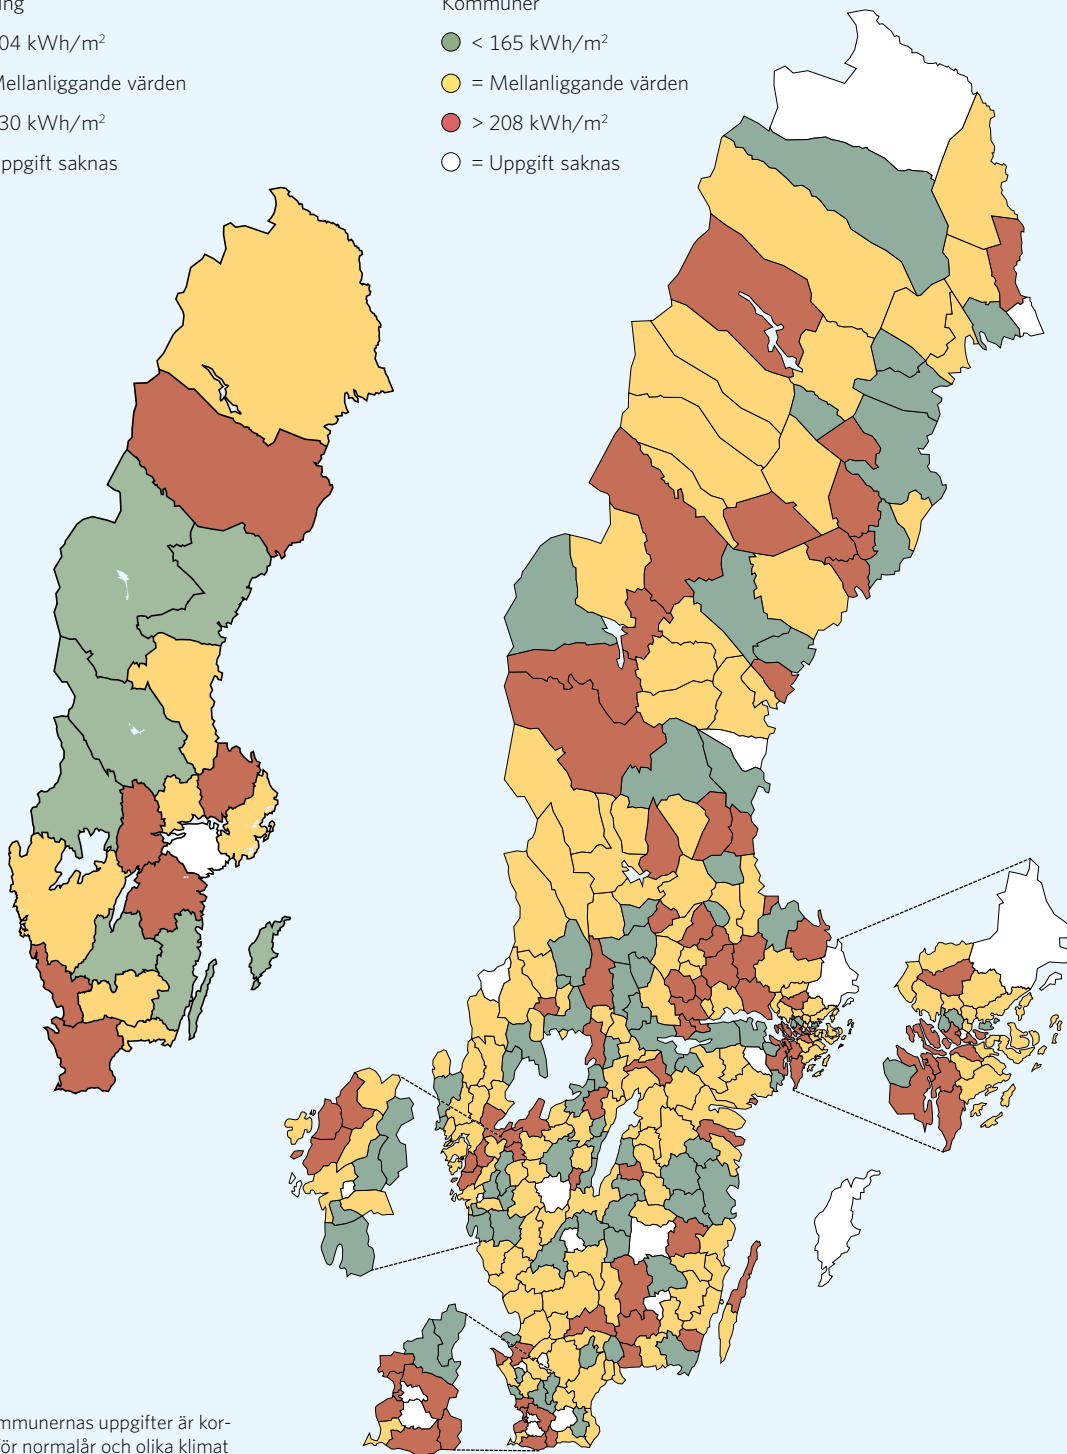 Kommuner
04 kWh/m²
Mellanliggande värden
30 kWh/m²
ppgift saknas
< 165 kWh/m²
= Mellanliggande värden
> 208 kWh/m²
= Uppgift saknas
mmunernas uppgifter är kor-
för normalår och olika klimat